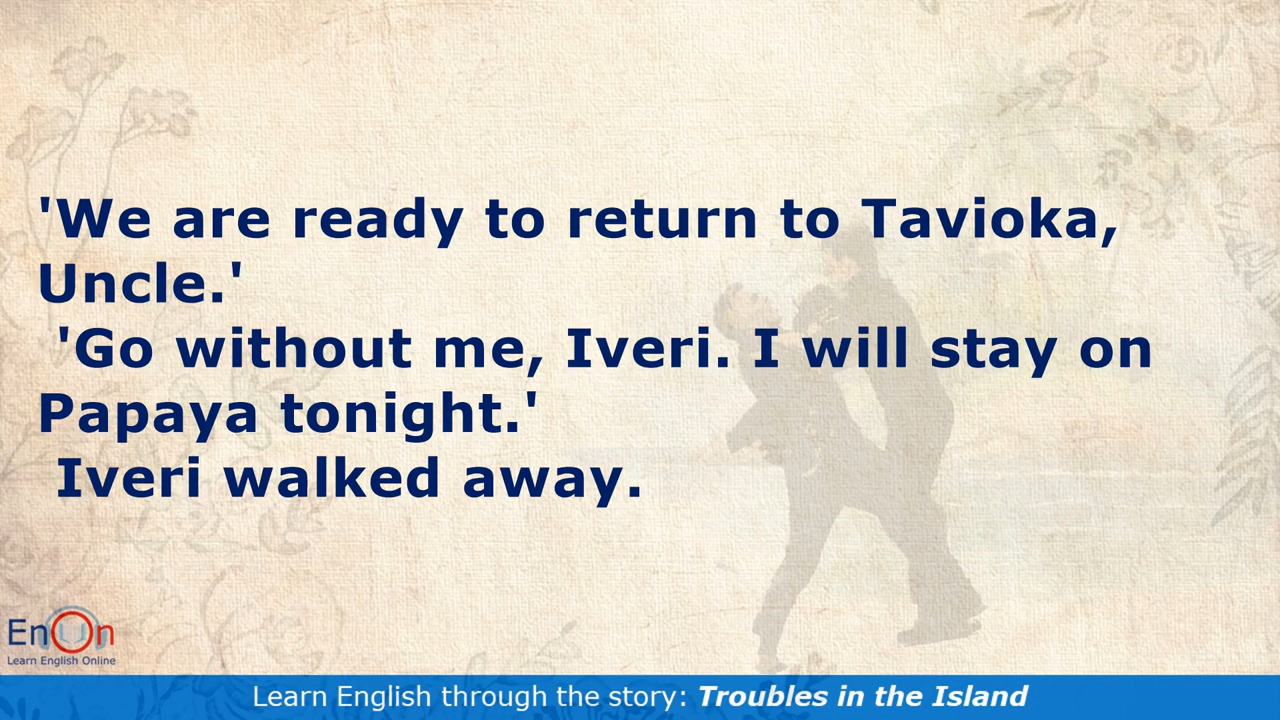 'We are ready to return to Tavioka,
Uncle.'
'Go without me, Iveri. I will stay on
Papaya tonight.'
Iveri walked away.
EnOn
Learn English Online
Learn English through the story: Troubles in the Island